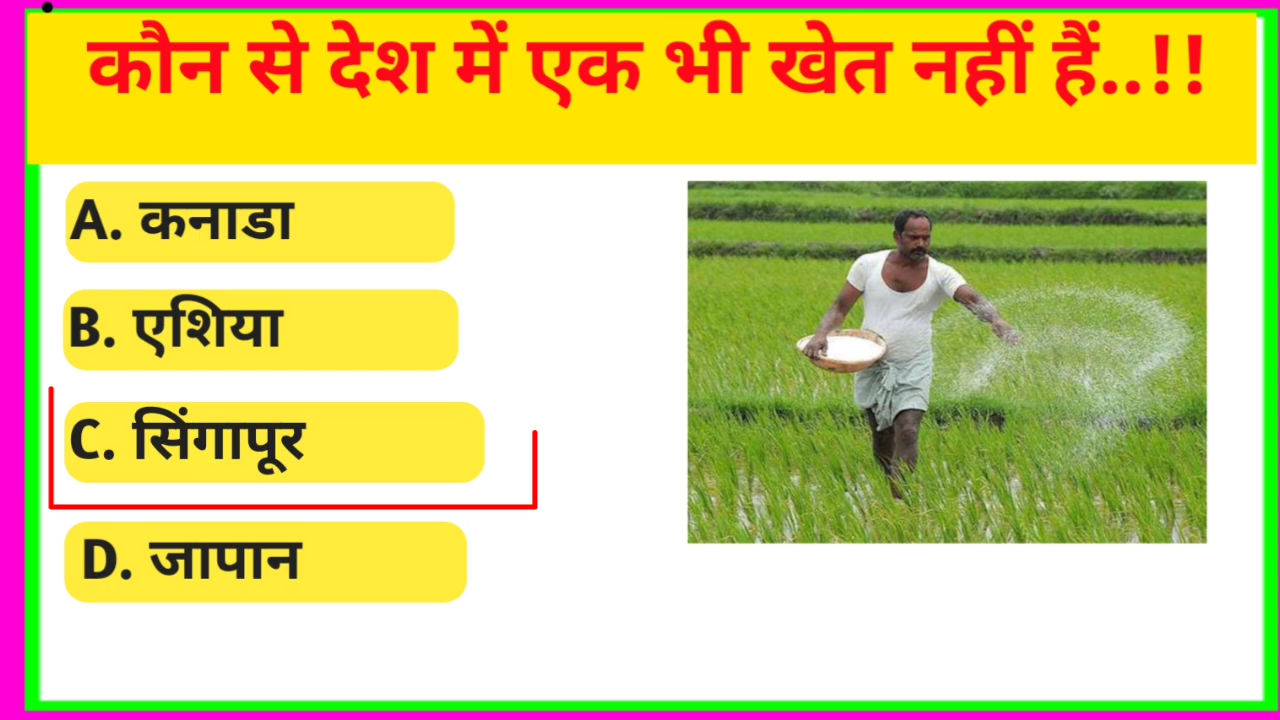 कौन से देश में एक भी खेत नहीं हैं..!!
A. कनाडा
B. एशिया
C. सिंगापूर
D. जापान